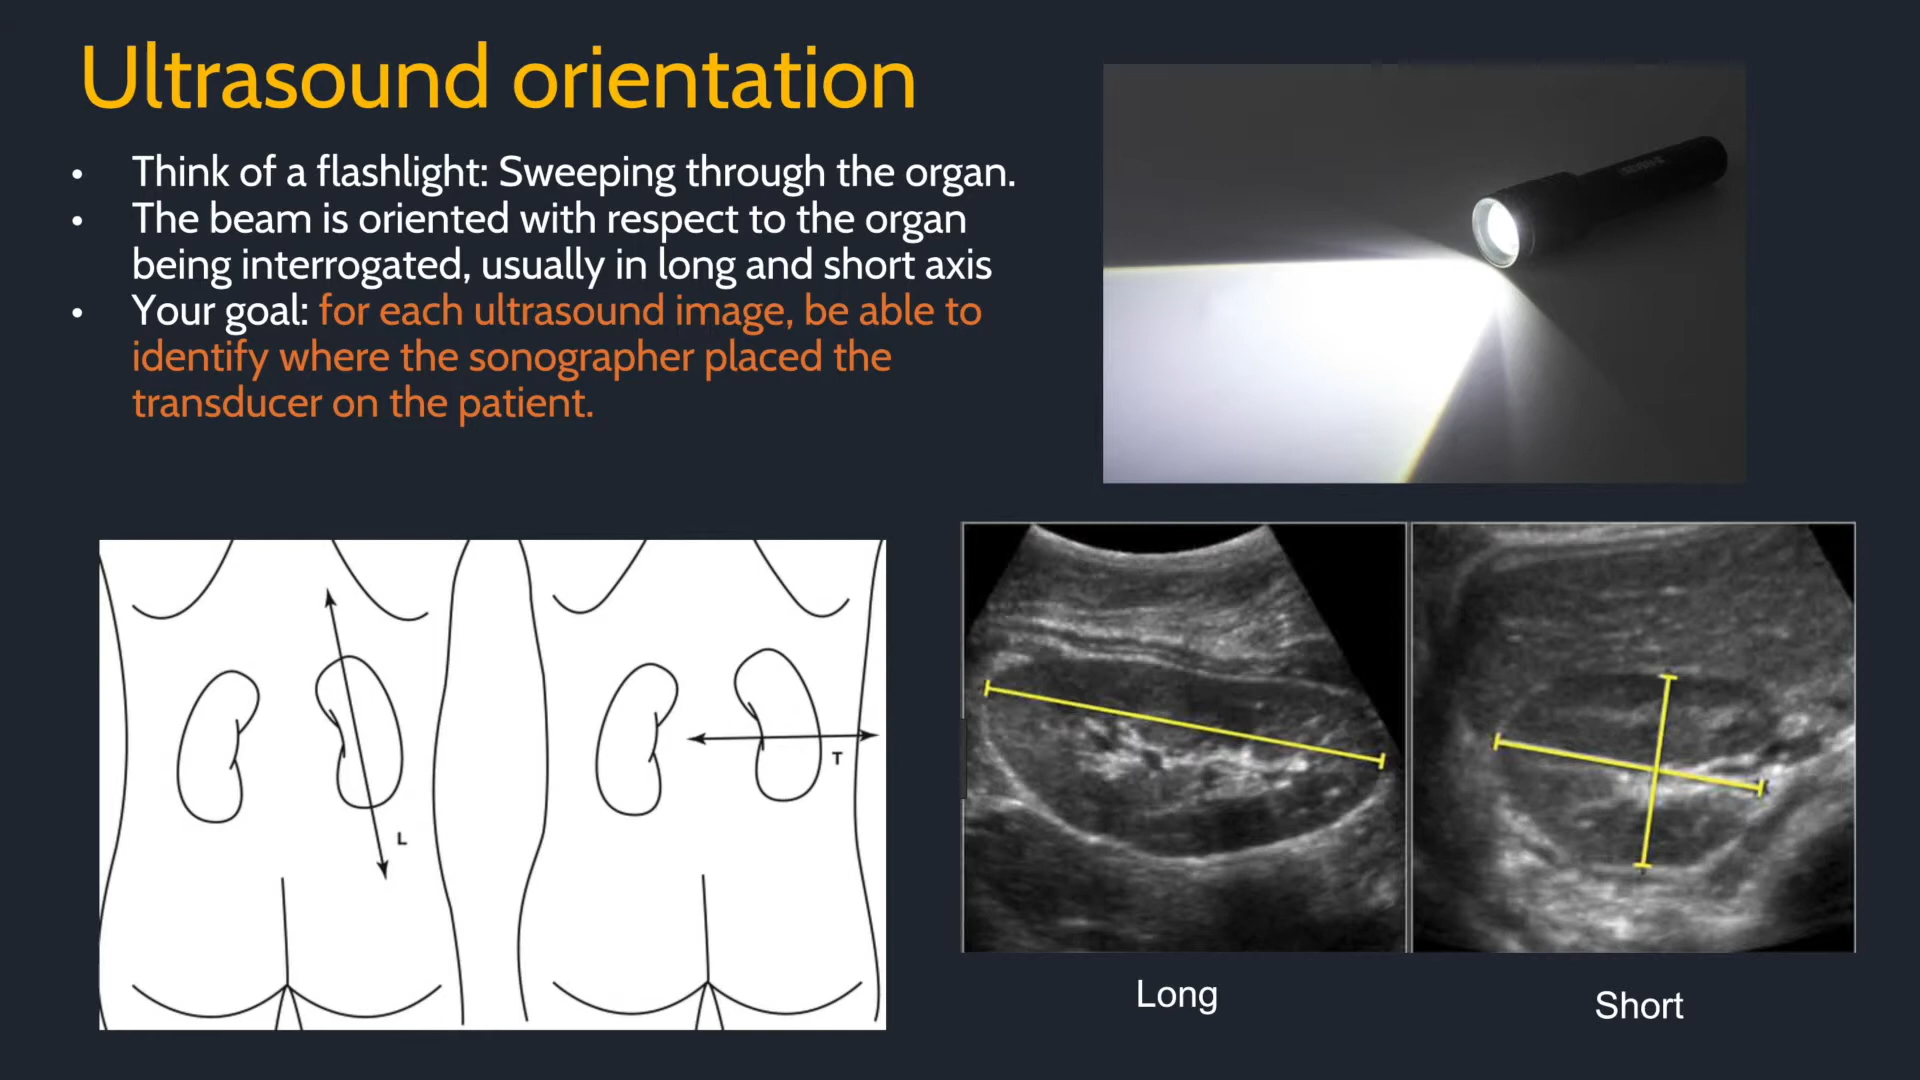 Ultrasound orientation
• Think of a flashlight: Sweeping through the organ.
• The beam is oriented with respect to the organ
being interrogated, usually in long and short axis
• Your goal: for each ultrasound image, be able to
identify where the sonographer placed the
transducer on the patient.
L
T
Long
Short